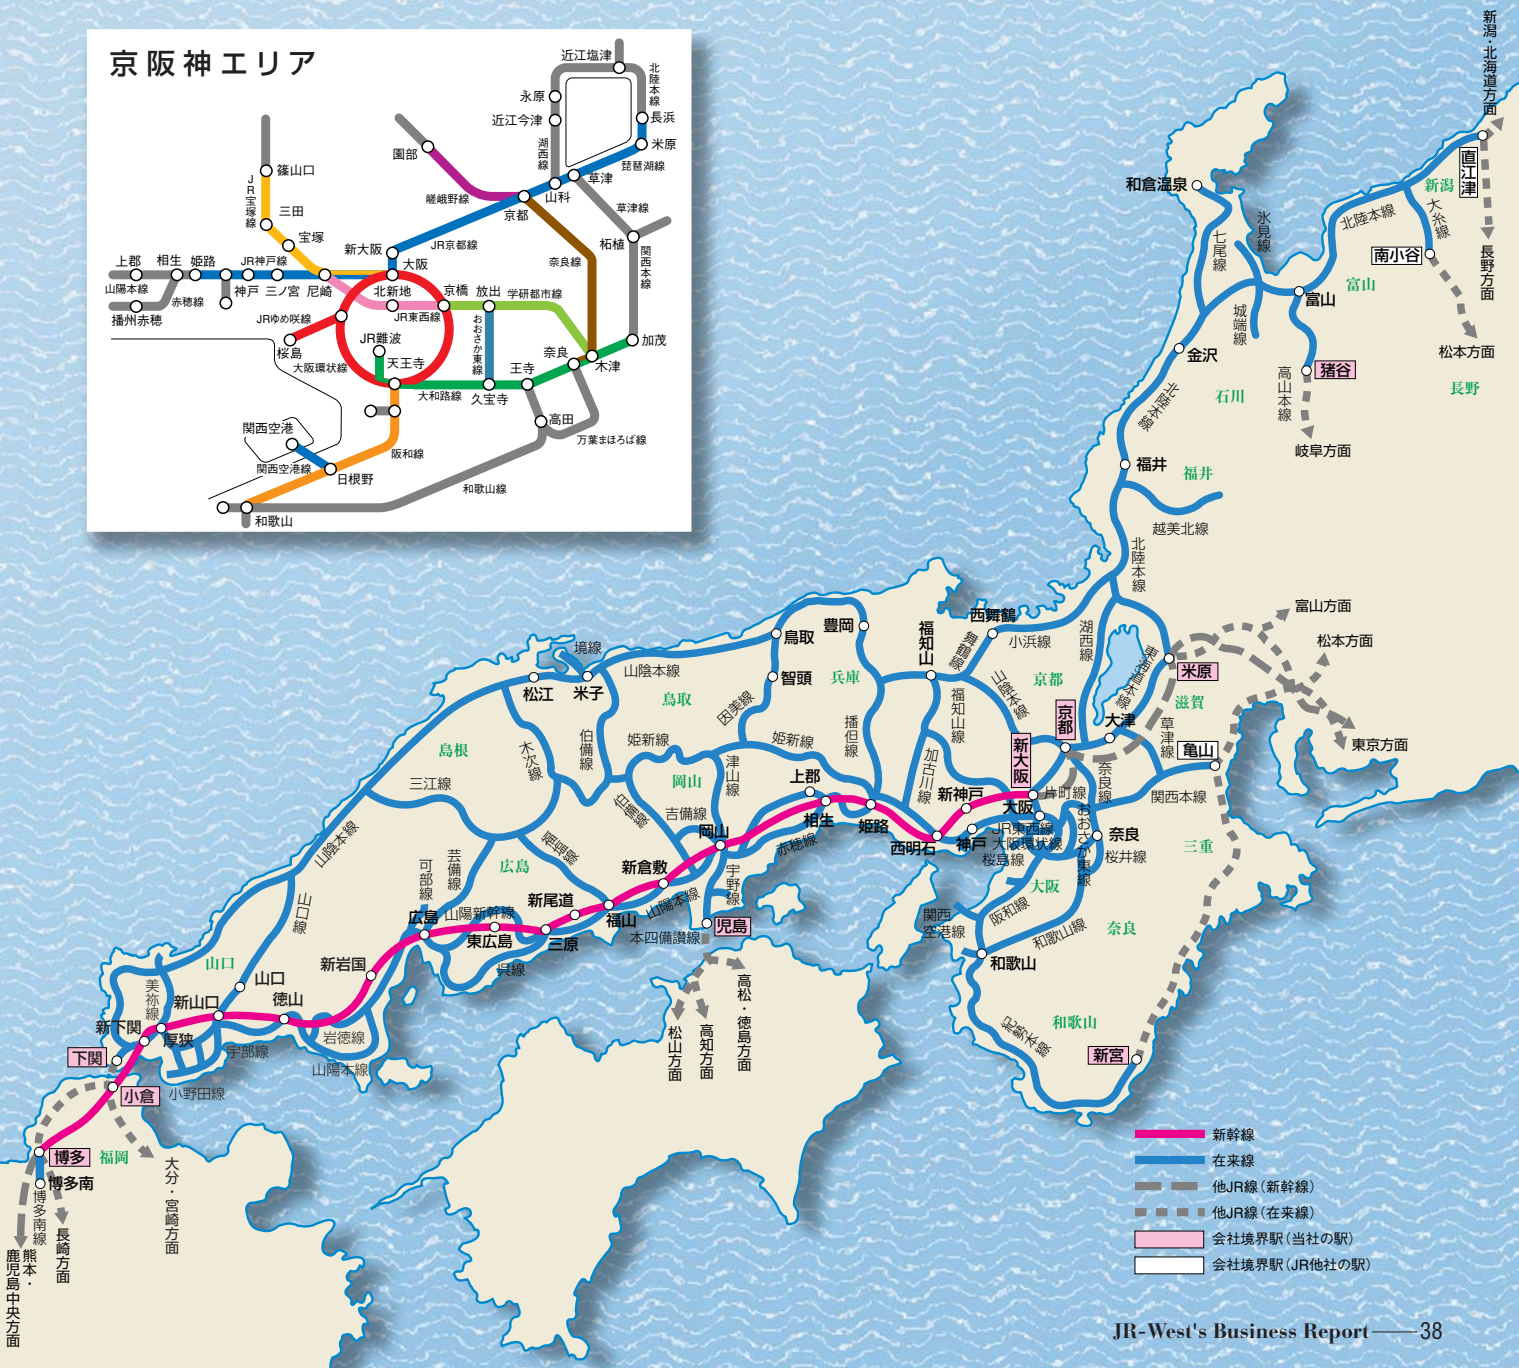 京阪神エリア
近江塩津
北陸本線
永原
近江今津
長浜
湖西線
米原
琵琶湖線
園部
嵯峨野線
山科
草津
京都
草津線
篠山口
JR宝塚線
三田
宝塚
新大阪
JR京都線
大阪
奈良線
柘植
関西本線
上郡
相生
姫路
JR神戸線
山陽本線
赤穂線
神戸
三ノ宮
尼崎
北新地
京橋
放出
学研都市線
播州赤穂
JRゆめ咲線
JR東西線
おおさか東線
桜島
JR難波
大阪環状線
天王寺
王寺
奈良
木津
加茂
大和路線
久宝寺
高田
万葉まほろば線
関西空港
関西空港線
日根野
阪和線
和歌山線
和歌山
新潟・北海道方面
直江津
新潟
北陸本線
大糸線
南小谷
長野方面
松本方面
長野
和倉温泉
氷見線
七尾線
富山
富山
城端線
猪谷
高山本線
岐阜方面
金沢
石川
北陸本線
福井
福井
越美北線
北陸本線
富山方面
松本方面
東京方面
西舞鶴
小浜線
湖西線
東海道本線
米原
滋賀
京都
京都
大津
草津線
亀山
関西本線
三重
福知山
舞鶴線
山陰本線
福知山線
豊岡
兵庫
鳥取
智頭
因美線
播但線
加古川線
新大阪
大阪
片町線
奈良線
JR東西線
大阪環状線
桜島線
おおさか東線
奈良
桜井線
大阪
奈良
関西
空港線
阪和線
和歌山線
和歌山
和歌山
紀勢本線
新宮
新神戸
神戸
西明石
姫路
相生
上郡
赤穂線
姫新線
姫新線
津山線
岡山
吉備線
岡山
伯備線
伯備線
宇野線
児島
本四備讃線
山陽本線
新倉敷
福山
新尾道
三原
東広島
山陽新幹線
呉線
広島
広島
福塩線
芸備線
可部線
三江線
木次線
境線
米子
松江
山陰本線
鳥取
島根
山陰本線
山口線
山口
山口
新岩国
徳山
岩徳線
山陽本線
新山口
宇部線
小野田線
美祢線
厚狭
新下関
下関
小倉
博多
福岡
博多南
博多南線
大分・宮崎方面
長崎方面
熊本・
鹿児島中央方面
松山方面
高知方面
高松・徳島方面
新幹線
在来線
他JR線（新幹線）
他JR線（在来線）
会社境界駅（当社の駅）
会社境界駅（JR他社の駅）
JR-West's Business Report 38